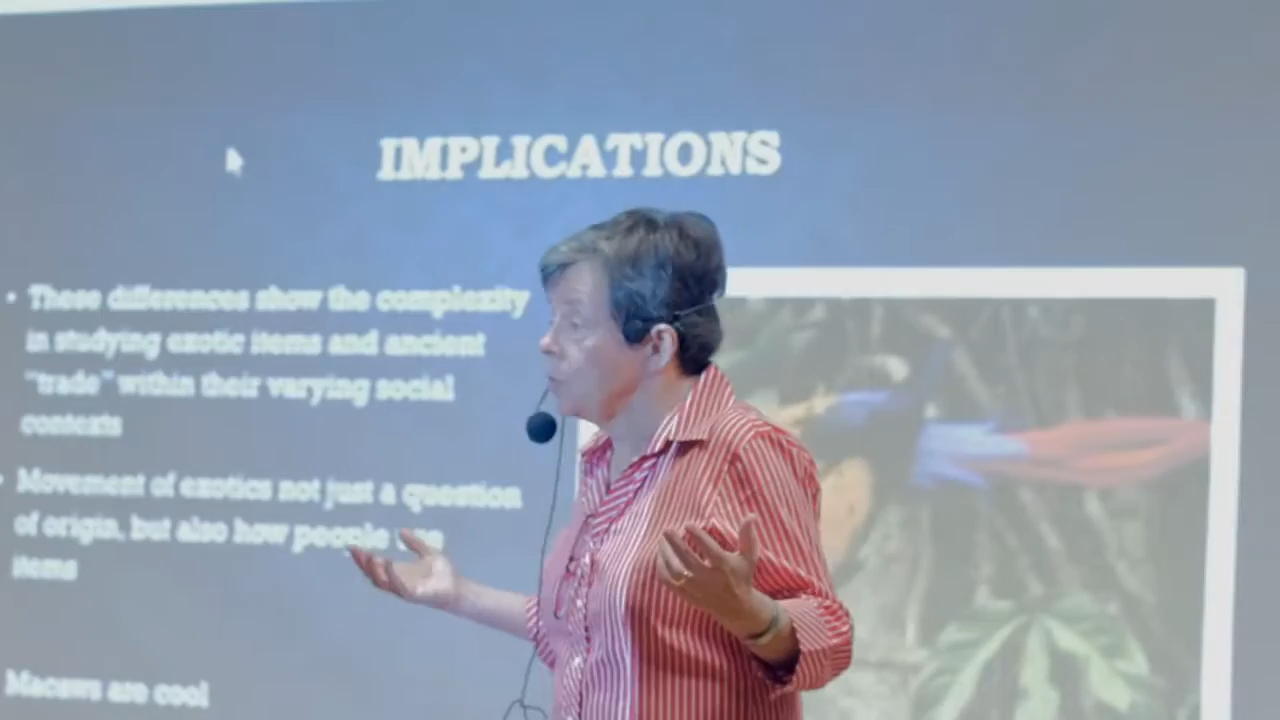 IMPLICATIONS
• These differences show the complexity
in studying exotic items and ancient
"trade" within their varying social
contexts
• Movement of exotics not just a question
of origin, but also how people use
items
Macaws are cool